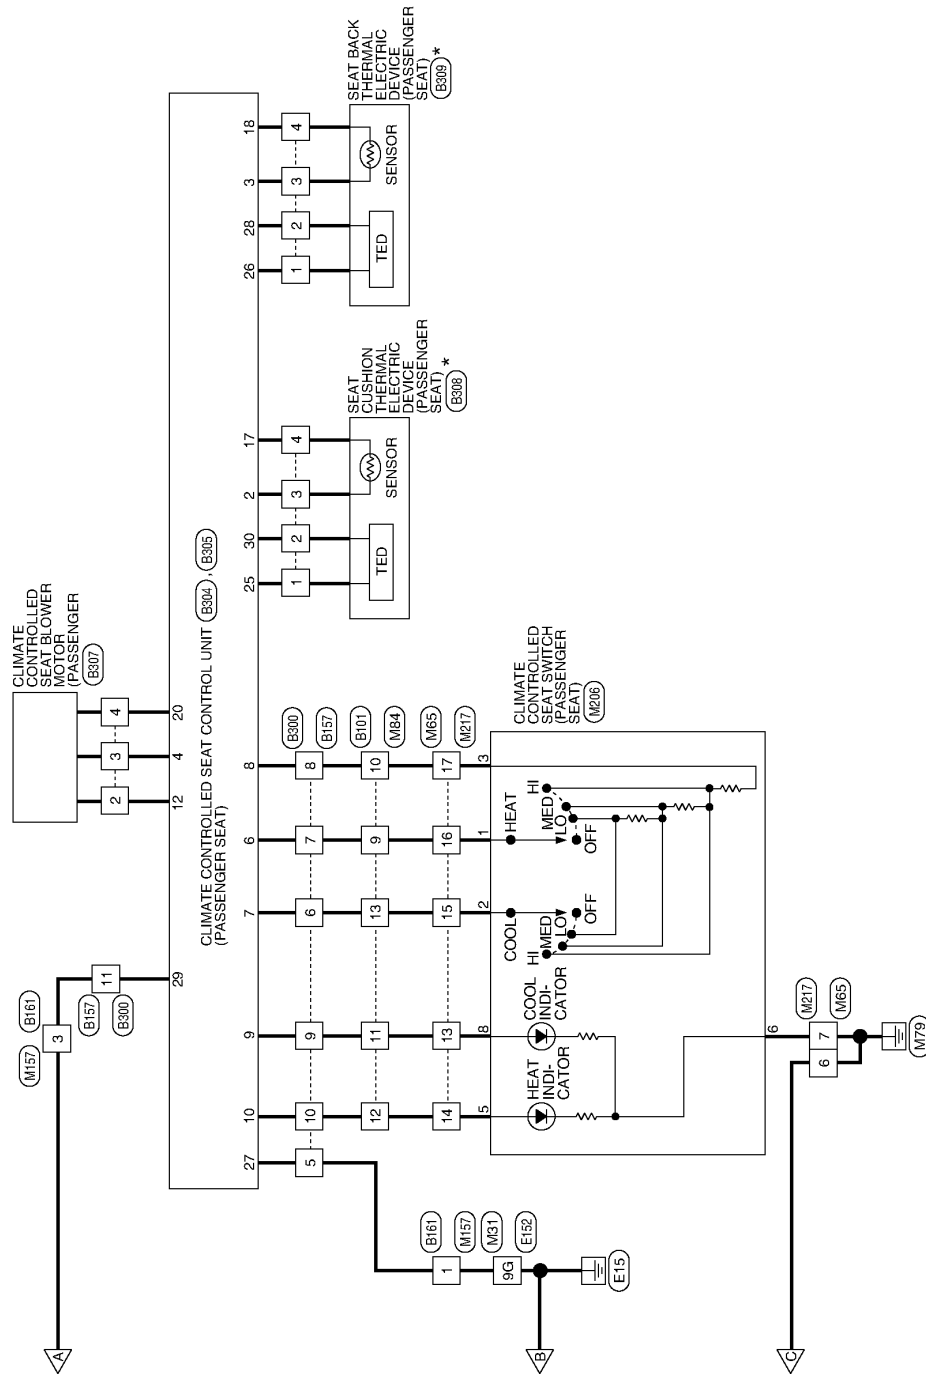 CLIMATE
CONTROLLED
SEAT BLOWER
MOTOR
(PASSENGER
B307
2
3
4
12
4
20
M157
B161
3
11
B157
B300
29
A
CLIMATE CONTROLLED SEAT CONTROL UNIT
(PASSENGER SEAT)
B304 , B305
27
10
9
7
6
8
25
30
2
17
26
28
3
18
5
10
9
6
7
8
B300
B157
12
11
13
9
10
B101
M84
14
13
15
16
17
M65
M217
5
8
2
1
3
1
2
3
4
TED
SENSOR
SEAT
CUSHION
THERMAL
ELECTRIC
DEVICE
(PASSENGER
SEAT) *
B308
1
2
3
4
TED
SENSOR
SEAT BACK
THERMAL
ELECTRIC
DEVICE
(PASSENGER
SEAT) *
B309
CLIMATE
CONTROLLED
SEAT SWITCH
(PASSENGER
SEAT)
M206
HEAT
INDI-
CATOR
COOL
INDI-
CATOR
COOL
HI
MED
LO
OFF
HEAT
OFF
LO
MED
HI
6
1
B161
M157
9G
M31
E152
B
E15
6
7
M217
M65
C
M79